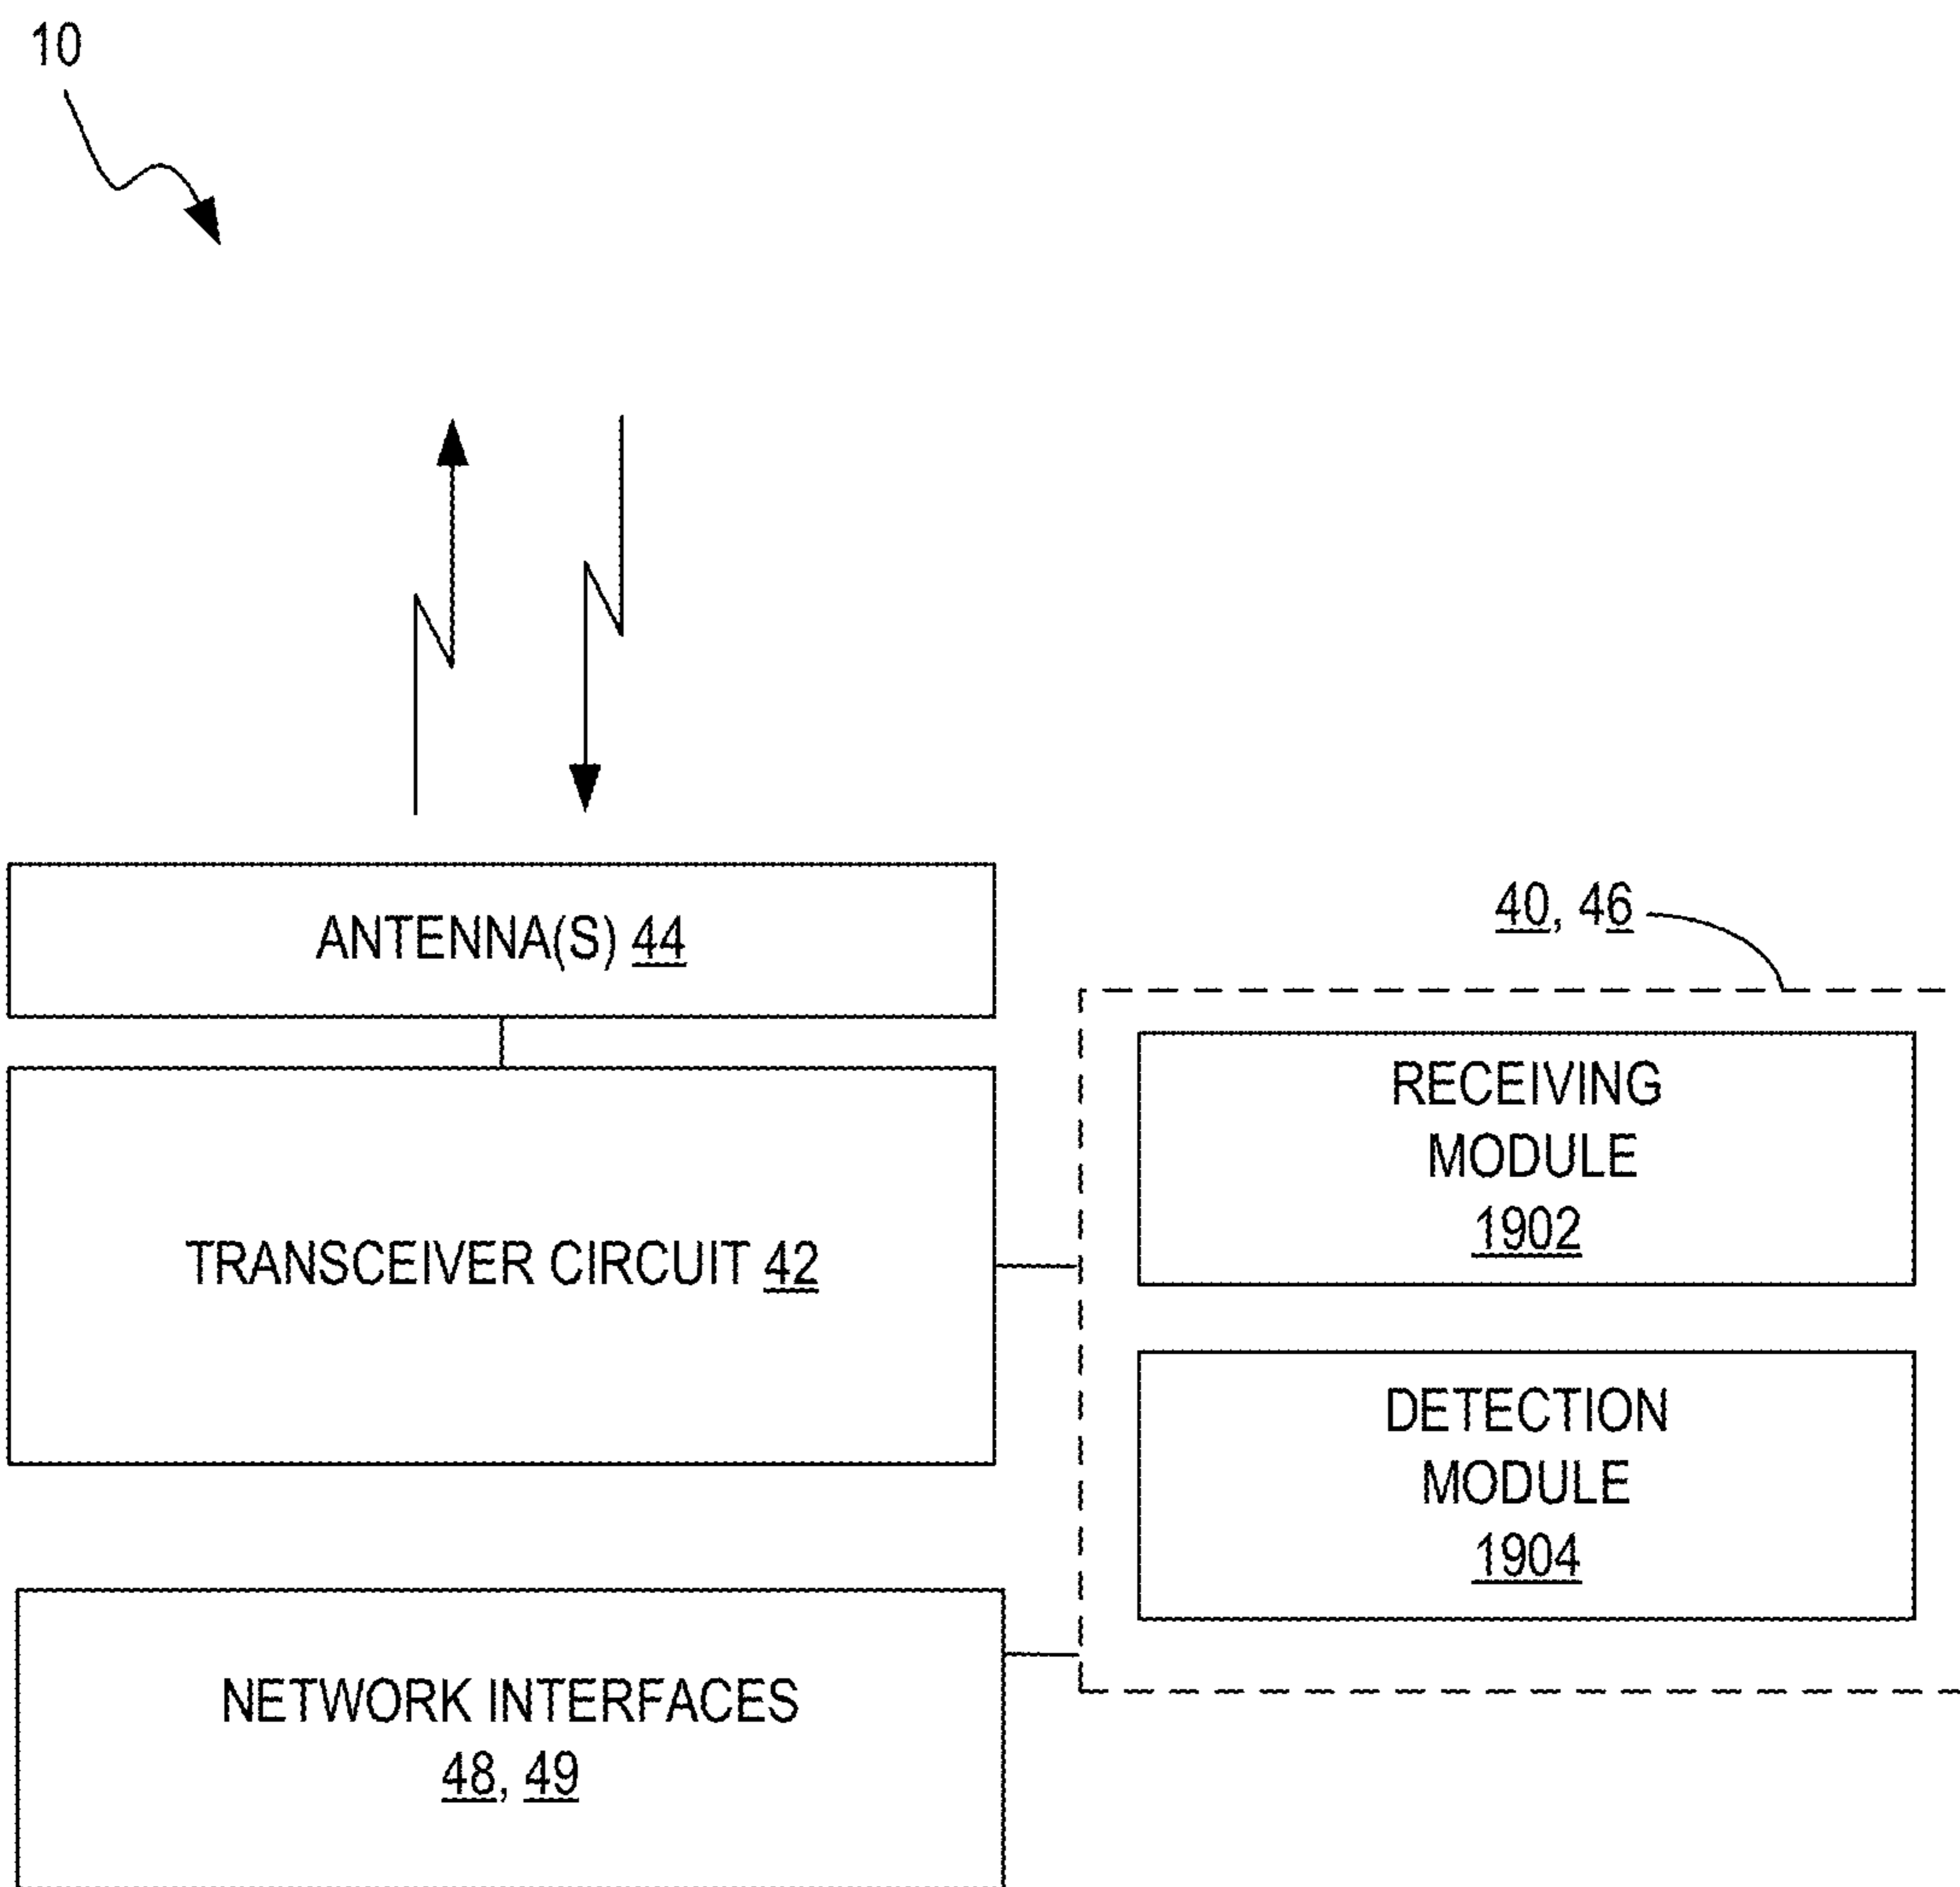 10
ANTENNA(S) 44
40, 46
RECEIVING
MODULE
1902
TRANSCEIVER CIRCUIT 42
DETECTION
MODULE
1904
NETWORK INTERFACES
48, 49